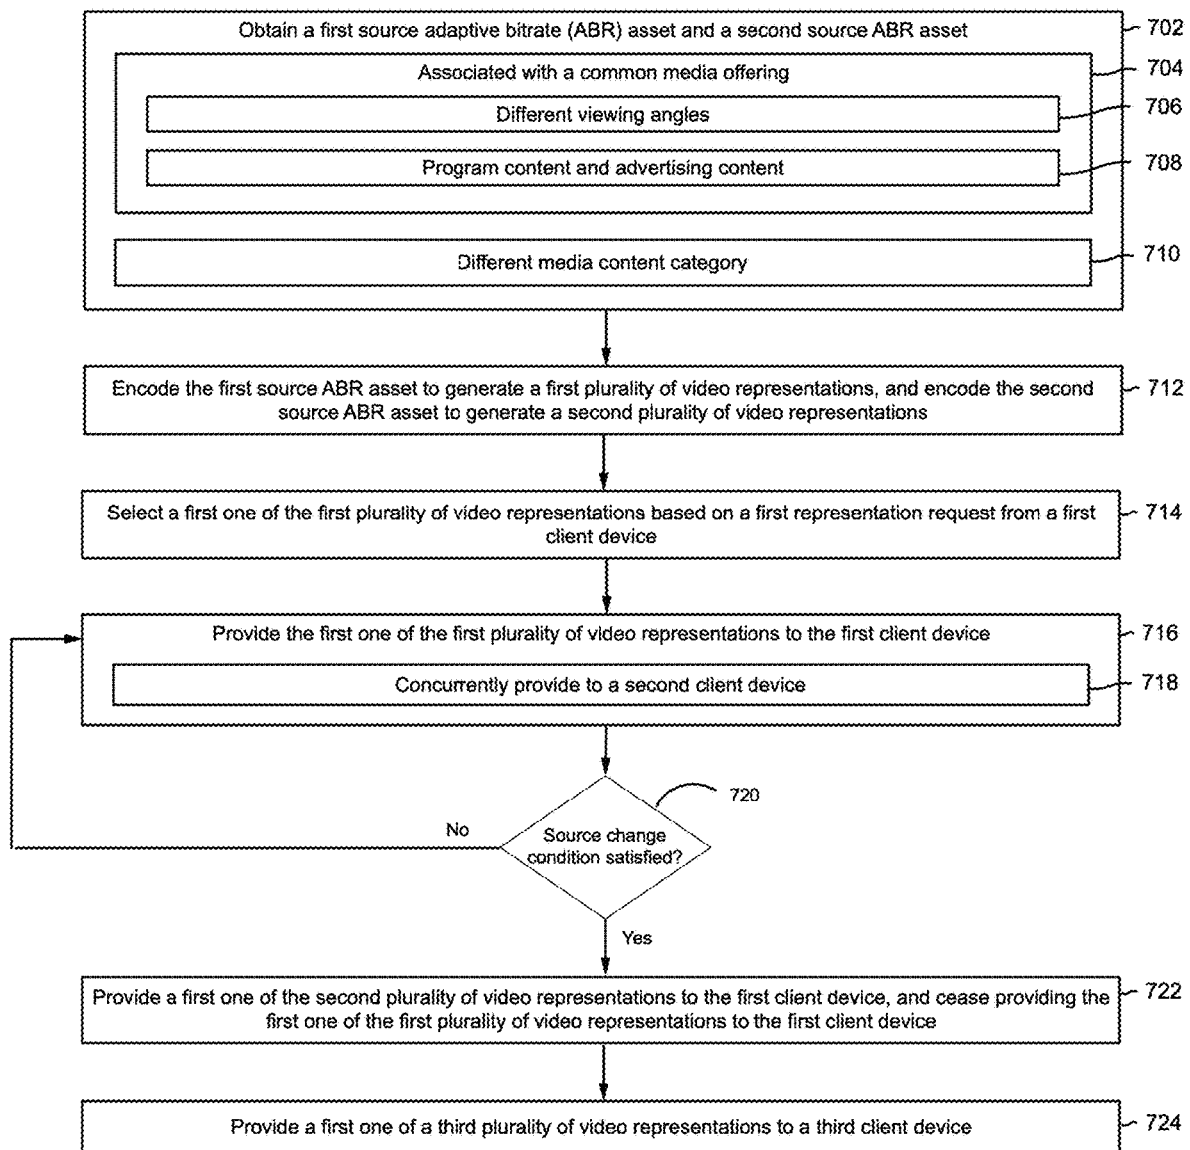 Obtain a first source adaptive bitrate (ABR) asset and a second source ABR asset
702
Associated with a common media offering
704
Different viewing angles
706
Program content and advertising content
708
Different media content category
710
Encode the first source ABR asset to generate a first plurality of video representations, and encode the second
source ABR asset to generate a second plurality of video representations
712
Select a first one of the first plurality of video representations based on a first representation request from a first
client device
714
Provide the first one of the first plurality of video representations to the first client device
716
Concurrently provide to a second client device
718
720
No
Source change
condition satisfied?
Yes
Provide a first one of the second plurality of video representations to the first client device, and cease providing the
first one of the first plurality of video representations to the first client device
722
Provide a first one of a third plurality of video representations to a third client device
724